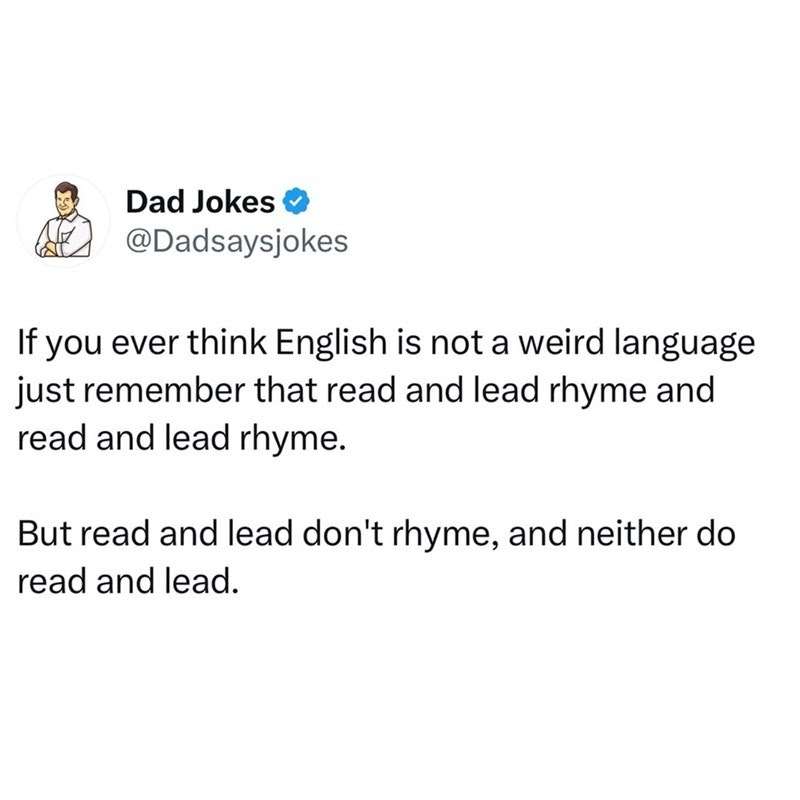 Dad Jokes
@Dadsaysjokes
If you ever think English is not a weird language
just remember that read and lead rhyme and
read and lead rhyme.
But read and lead don't rhyme, and neither do
read and lead.